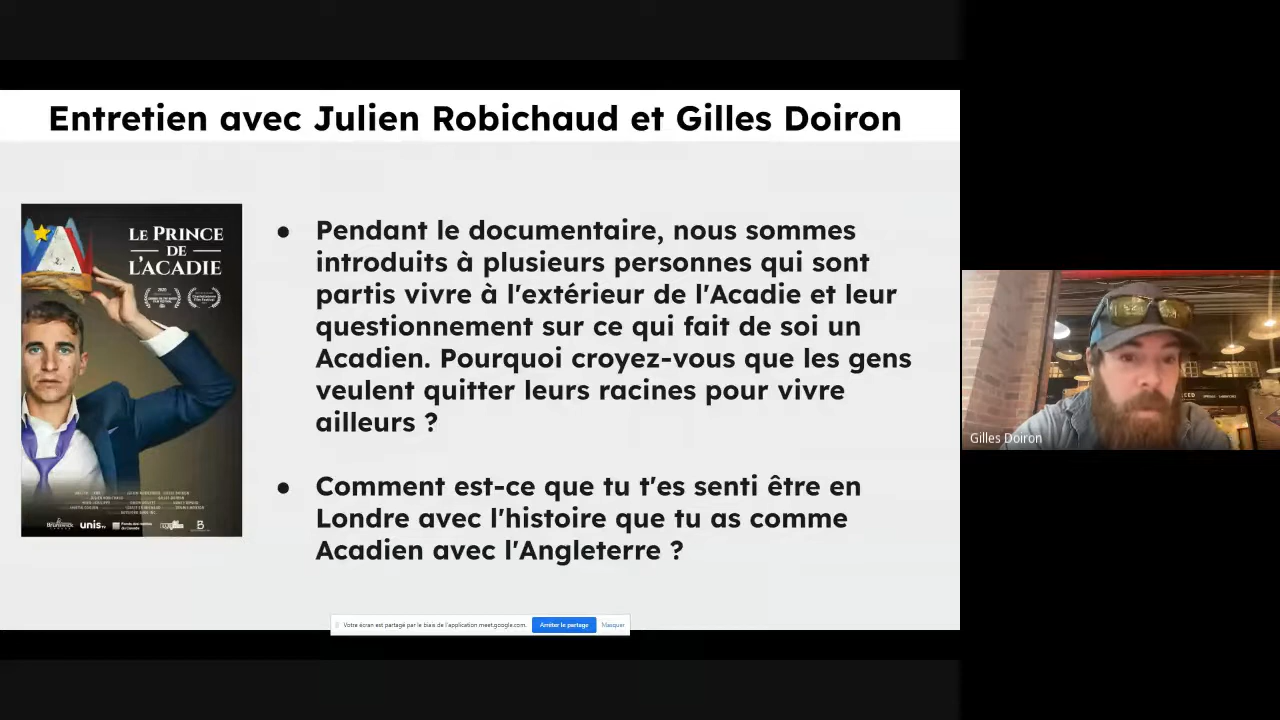 Entretien avec Julien Robichaud et Gilles Doiron
LE PRINCE
DE
L'ACADIE
● Pendant le documentaire, nous sommes
introduits à plusieurs personnes qui sont
partis vivre à l'extérieur de l'Acadie et leur
questionnement sur ce qui fait de soi un
Acadien. Pourquoi croyez-vous que les gens
veulent quitter leurs racines pour vivre
ailleurs ?
● Comment est-ce que tu t'es senti être en
Londre avec l'histoire que tu as comme
Acadien avec l'Angleterre ?
unis
Gilles Doiron
Votre écran est partagé par le biais de l'application meet.google.com. Arrêter le partage Masquer